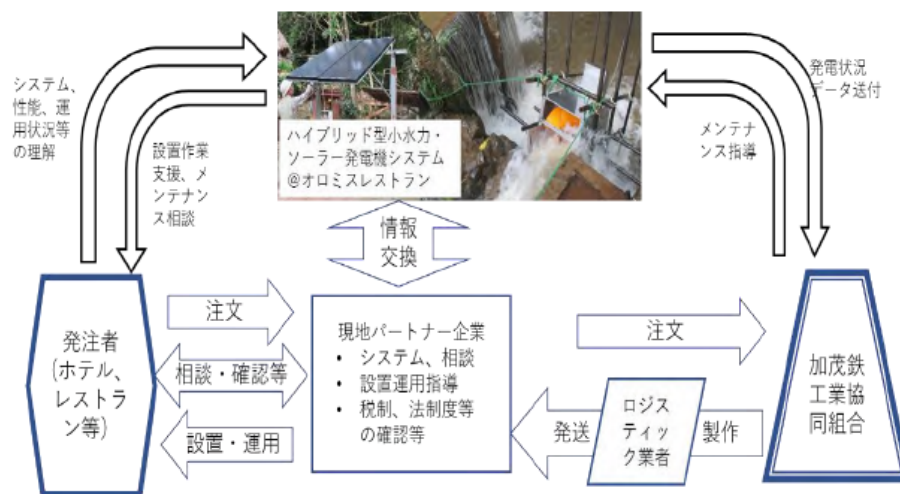 システム、
性能、運
用状況等
の理解
設置作業
支援、メ
ンテナン
ス相談
ハイブリッド型小水力・
ソーラー発電機システム
@オロミスレストラン
発電状況
データ送付
メンテナ
ンス指導
情報
交換
発注者
(ホテル、
レストラ
ン等)
注文
相談・確認等
設置・運用
現地パートナー企業
• システム、相談
• 設置運用指導
• 税制、法制度等
の確認等
注文
発送
ロジス
ティッ
ク業者
製作
加茂鉄
工業協
同組合